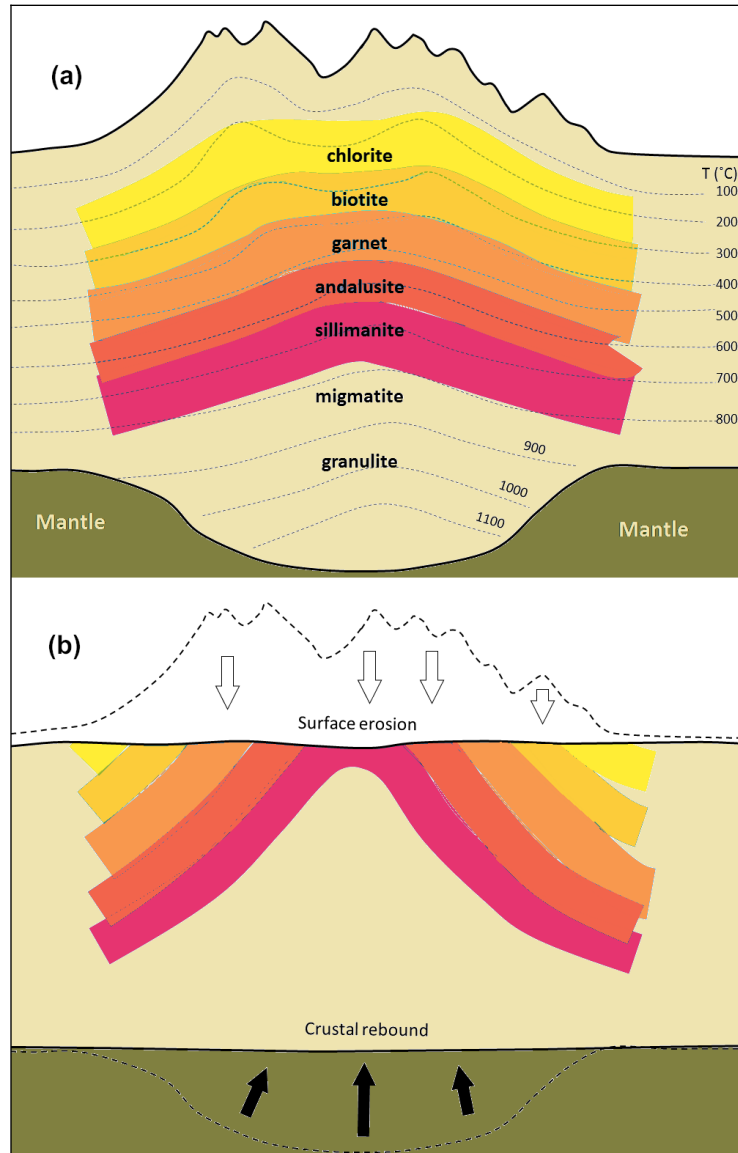 (a)
chlorite
T (˚C)
100
biotite
200
garnet
300
andalusite
400
500
sillimanite
600
700
migmatite
800
granulite
900
1000
1100
Mantle
Mantle
(b)
Surface erosion
Crustal rebound